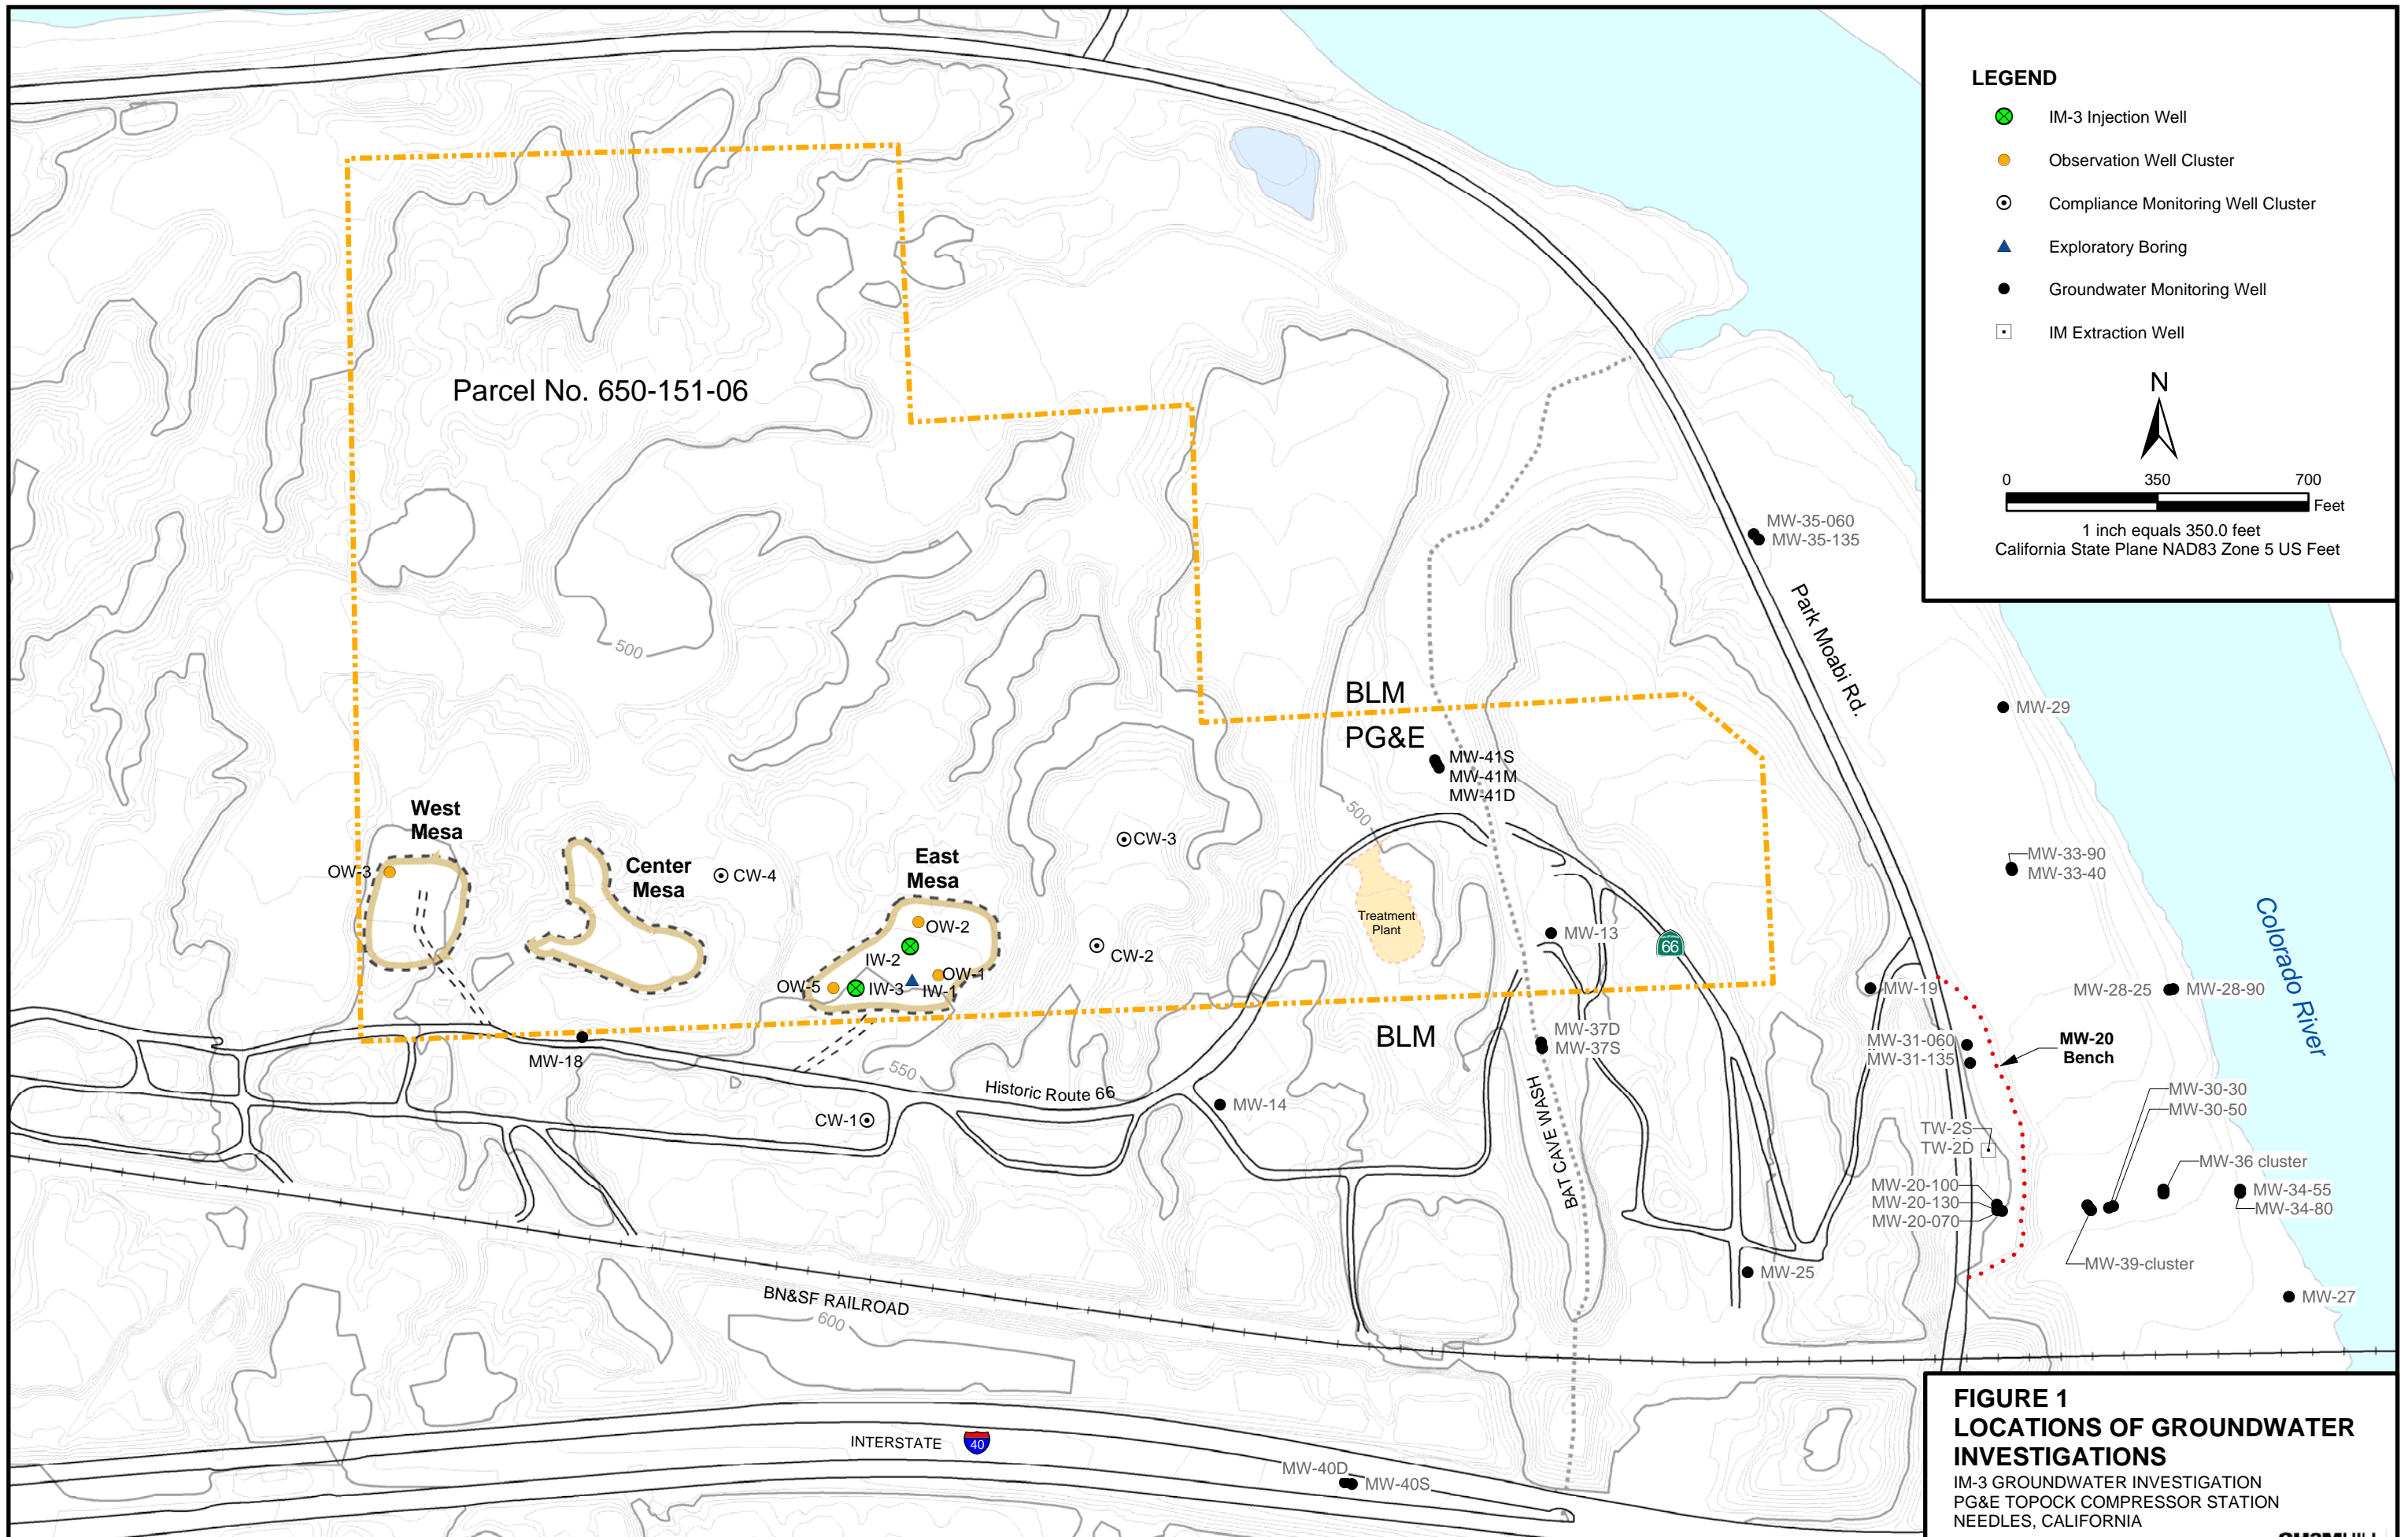 LEGEND
IM-3 Injection Well
Observation Well Cluster
Compliance Monitoring Well Cluster
Exploratory Boring
Groundwater Monitoring Well
IM Extraction Well
N
0 350 700
Feet
1 inch equals 350.0 feet
California State Plane NAD83 Zone 5 US Feet
Parcel No. 650-151-06
MW-35-060
MW-35-135
Park Moabi Rd.
500
BLM
PG&E
MW-29
MW-41S
MW-41M
MW-41D
500
West
Mesa
OW-3
Center
Mesa
CW-4
East
Mesa
CW-3
OW-2
IW-2
CW-2
OW-1
OW-5
IW-3
IW-1
Treatment
Plant
MW-13
66
MW-33-90
MW-33-40
Colorado River
MW-19
MW-28-25
MW-28-90
MW-18
550
Historic Route 66
BLM
MW-37D
MW-37S
MW-31-060
MW-31-135
MW-20
Bench
MW-14
CW-1
BAT CAVE WASH
MW-30-30
MW-30-50
TW-2S
TW-2D
MW-36 cluster
MW-20-100
MW-20-130
MW-20-070
MW-34-55
MW-34-80
MW-39-cluster
MW-25
MW-27
BN&SF RAILROAD
600
INTERSTATE 40
MW-40D
MW-40S
FIGURE 1
LOCATIONS OF GROUNDWATER
INVESTIGATIONS
IM-3 GROUNDWATER INVESTIGATION
PG&E TOPOCK COMPRESSOR STATION
NEEDLES, CALIFORNIA